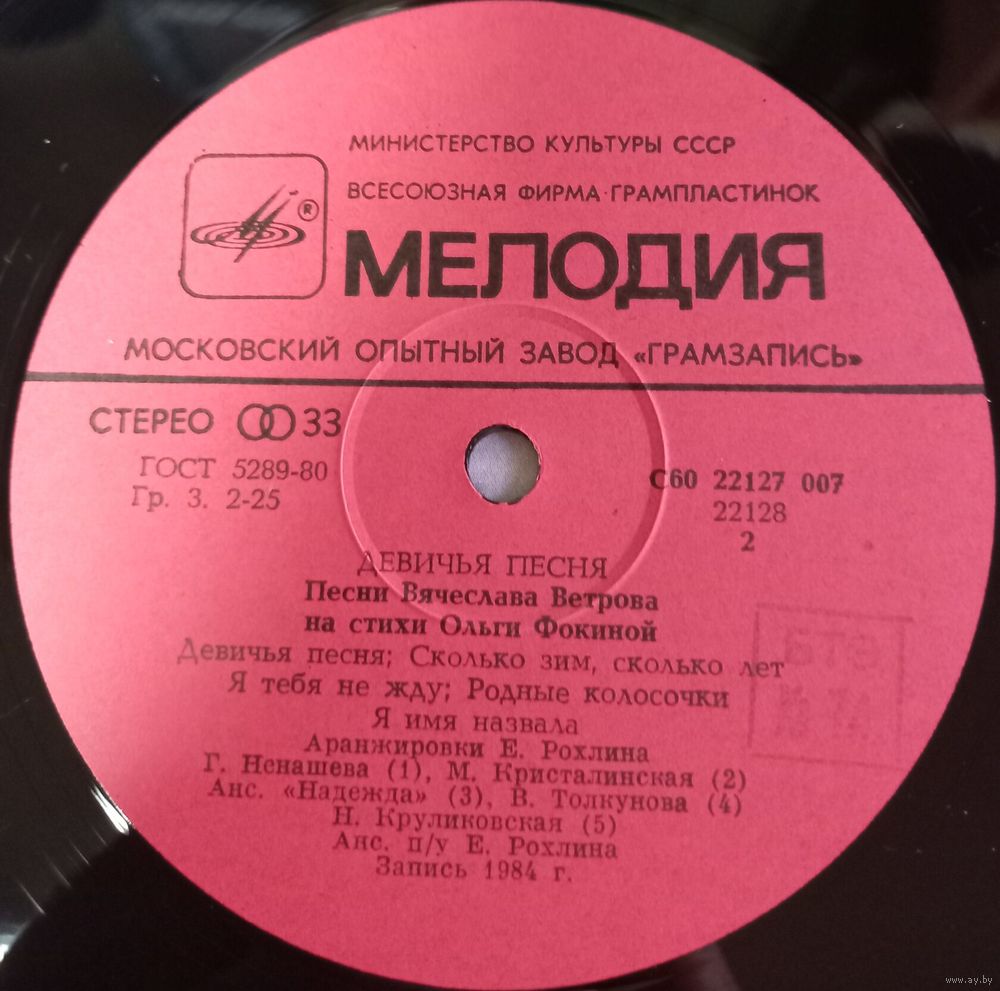 МИНИСТЕРСТВО КУЛЬТУРЫ СССР
ВСЕСОЮЗНАЯ ФИРМА·ГРАМПЛАСТИНОК
®
МЕЛОДИЯ
МОСКОВСКИЙ ОПЫТНЫЙ ЗАВОД «ГРАМЗАПИСЬ»
СТЕРЕО 33
ГОСТ 5289-80
Гр. 3. 2-25
С60 22127 007
22128
2
ДЕВИЧЬЯ ПЕСНЯ
Песни Вячеслава Ветрова
на стихи Ольги Фокиной
Девичья песня; Сколько зим, сколько лет
Я тебя не жду; Родные колосочки
Я имя назвала
Аранжировки Е. Рохлина
Г. Ненашева (1), М. Кристалинская (2)
Анс. «Надежда» (3), В. Толкунова (4)
Н. Круликовская (5)
Анс. п/у Е. Рохлина
Запись 1984 г.
www.ay.by